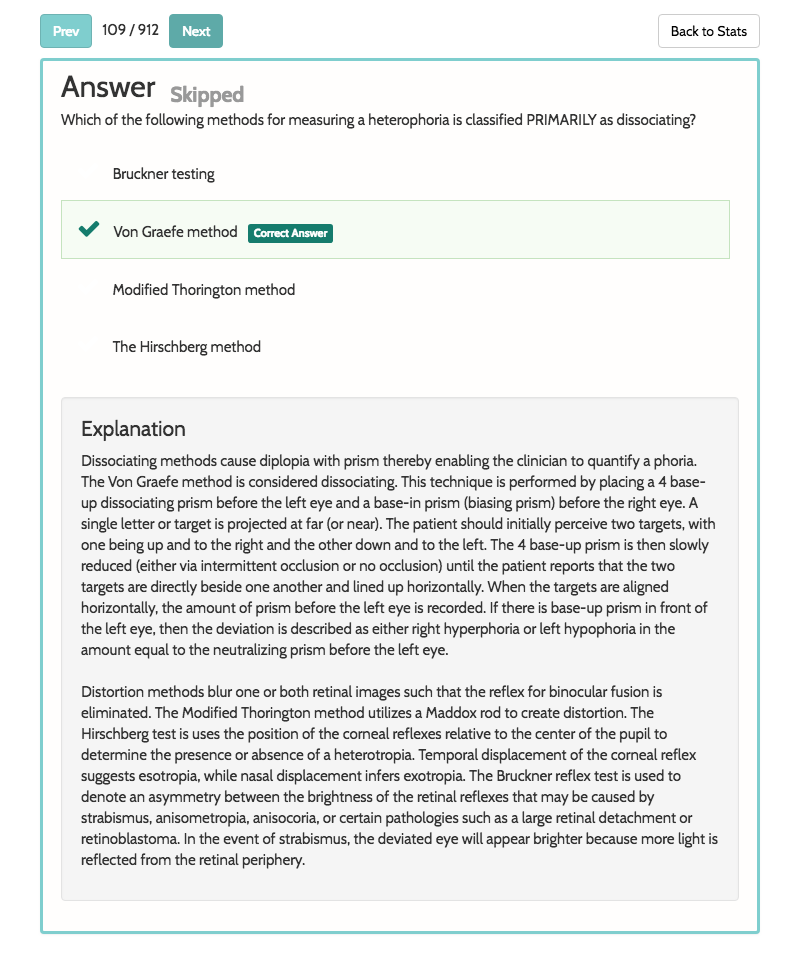 Prev 109 / 912 Next Back to Stats
Answer Skipped
Which of the following methods for measuring a heterophoria is classified PRIMARILY as dissociating?
Bruckner testing
Von Graefe method Correct Answer
Modified Thorington method
The Hirschberg method
Explanation
Dissociating methods cause diplopia with prism thereby enabling the clinician to quantify a phoria.
The Von Graefe method is considered dissociating. This technique is performed by placing a 4 base-
up dissociating prism before the left eye and a base-in prism (biasing prism) before the right eye. A
single letter or target is projected at far (or near). The patient should initially perceive two targets, with
one being up and to the right and the other down and to the left. The 4 base-up prism is then slowly
reduced (either via intermittent occlusion or no occlusion) until the patient reports that the two
targets are directly beside one another and lined up horizontally. When the targets are aligned
horizontally, the amount of prism before the left eye is recorded. If there is base-up prism in front of
the left eye, then the deviation is described as either right hyperphoria or left hypophoria in the
amount equal to the neutralizing prism before the left eye.
Distortion methods blur one or both retinal images such that the reflex for binocular fusion is
eliminated. The Modified Thorington method utilizes a Maddox rod to create distortion. The
Hirschberg test is uses the position of the corneal reflexes relative to the center of the pupil to
determine the presence or absence of a heterotropia. Temporal displacement of the corneal reflex
suggests esotropia, while nasal displacement infers exotropia. The Bruckner reflex test is used to
denote an asymmetry between the brightness of the retinal reflexes that may be caused by
strabismus, anisometropia, anisocoria, or certain pathologies such as a large retinal detachment or
retinoblastoma. In the event of strabismus, the deviated eye will appear brighter because more light is
reflected from the retinal periphery.